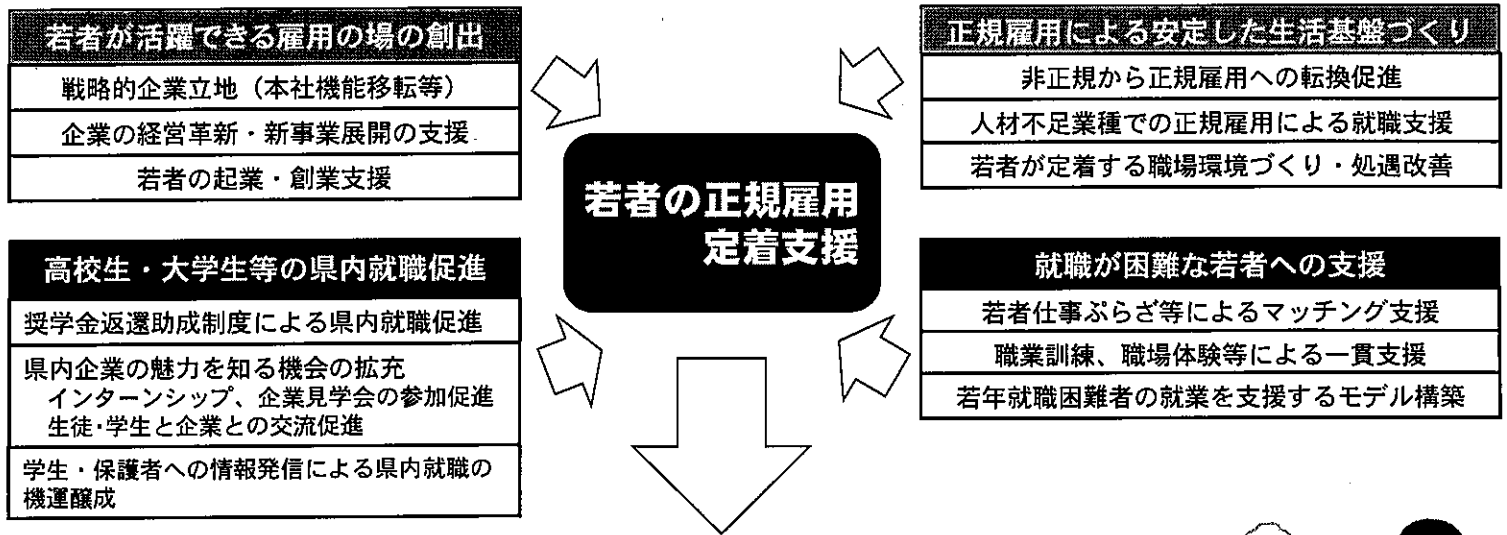 若者が活躍できる雇用の場の創出
戦略的企業立地（本社機能移転等）
企業の経営革新・新事業展開の支援
若者の起業・創業支援
高校生・大学生等の県内就職促進
奨学金返還助成制度による県内就職促進
県内企業の魅力を知る機会の拡充
インターンシップ、企業見学会の参加促進
生徒・学生と企業との交流促進
学生・保護者への情報発信による県内就職の
機運醸成
若者の正規雇用
定着支援
正規雇用による安定した生活基盤づくり
非正規から正規雇用への転換促進
人材不足業種での正規雇用による就職支援
若者が定着する職場環境づくり・処遇改善
就職が困難な若者への支援
若者仕事ぷらざ等によるマッチング支援
職業訓練、職場体験等による一貫支援
若年就職困難者の就業を支援するモデル構築